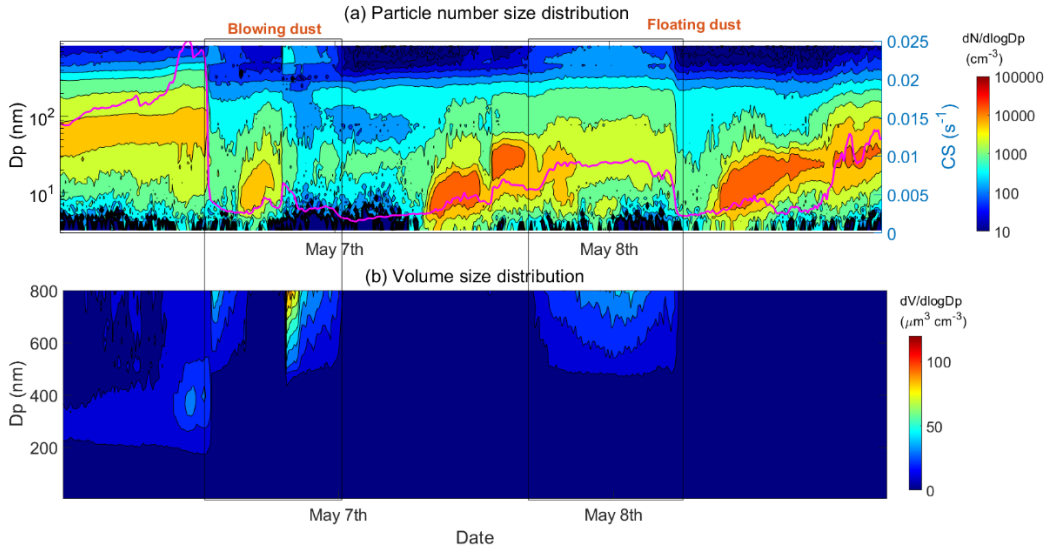 (a) Particle number size distribution
Blowing dust
Floating dust
dN/dlogDp
(cm⁻³)
Dp (nm)
10²
10¹
0.025
0.02
0.015
0.01
0.005
0
CS (s⁻¹)
100000
10000
1000
100
10
May 7th
May 8th
(b) Volume size distribution
dV/dlogDp
(μm³ cm⁻³)
Dp (nm)
800
600
400
200
100
50
0
May 7th
May 8th
Date